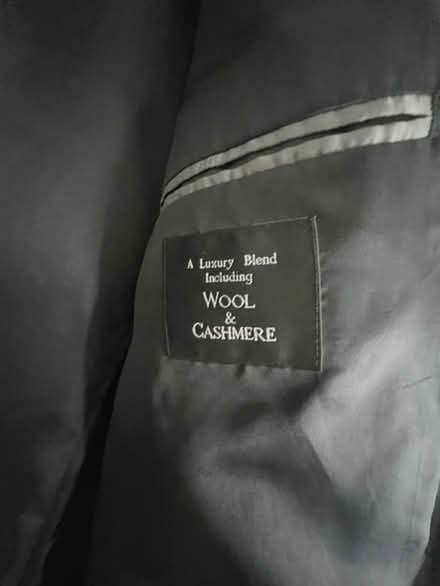 A Luxury Blend
Including
WOOL
&
CASHMERE